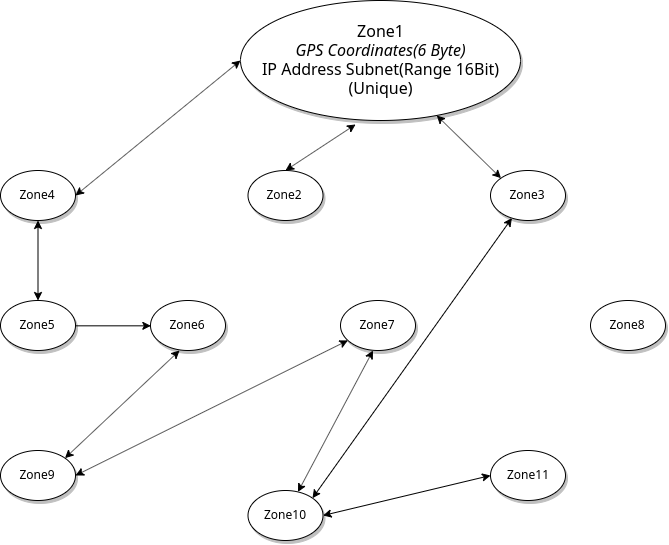 Zone1
GPS Coordinates(6 Byte)
IP Address Subnet(Range 16Bit)
(Unique)
Zone4
Zone2
Zone3
Zone5
Zone6
Zone7
Zone8
Zone9
Zone10
Zone11